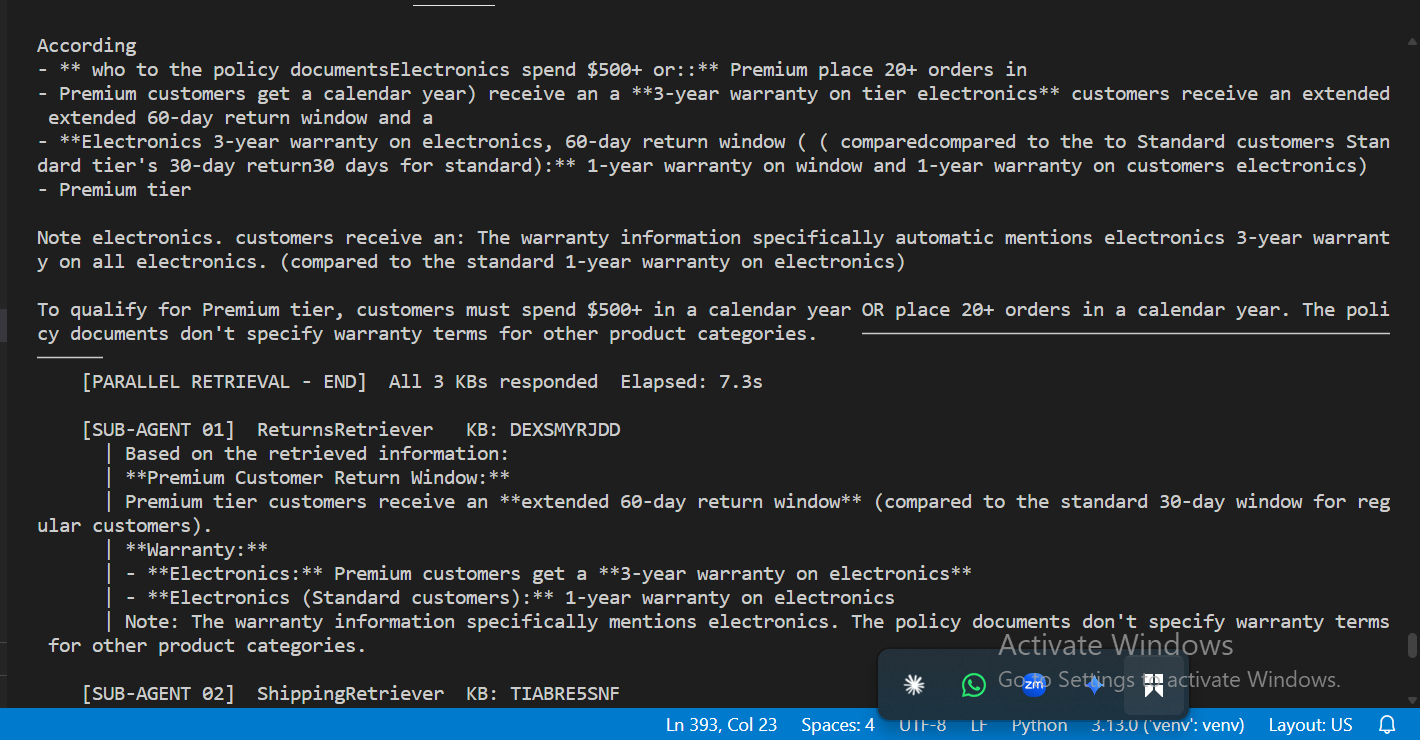 According
- ** who to the policy documentsElectronics spend $500+ or::** Premium place 20+ orders in
- Premium customers get a calendar year) receive an a **3-year warranty on tier electronics** customers receive an extended
 extended 60-day return window and a
- **Electronics 3-year warranty on electronics, 60-day return window ( ( comparedcompared to the to Standard customers Stan
dard tier's 30-day return30 days for standard):** 1-year warranty on window and 1-year warranty on customers electronics)
- Premium tier
Note electronics. customers receive an: The warranty information specifically automatic mentions electronics 3-year warrant
y on all electronics. (compared to the standard 1-year warranty on electronics)
To qualify for Premium tier, customers must spend $500+ in a calendar year OR place 20+ orders in a calendar year. The poli
cy documents don't specify warranty terms for other product categories.
[PARALLEL RETRIEVAL - END]  All 3 KBs responded  Elapsed: 7.3s
[SUB-AGENT 01]  ReturnsRetriever   KB: DEXSMYRJDD
| Based on the retrieved information:
| **Premium Customer Return Window:**
| Premium tier customers receive an **extended 60-day return window** (compared to the standard 30-day window for reg
ular customers).
| **Warranty:**
| - **Electronics:** Premium customers get a **3-year warranty on electronics**
| - **Electronics (Standard customers):** 1-year warranty on electronics
| Note: The warranty information specifically mentions electronics. The policy documents don't specify warranty terms
 for other product categories.
[SUB-AGENT 02]  ShippingRetriever  KB: TIABRE5SNF
Activate Windows
Go to Settings to activate Windows.
zm
Ln 393, Col 23  Spaces: 4  UTF-8  LF  Python  3.13.0 ('venv': venv)  Layout: US